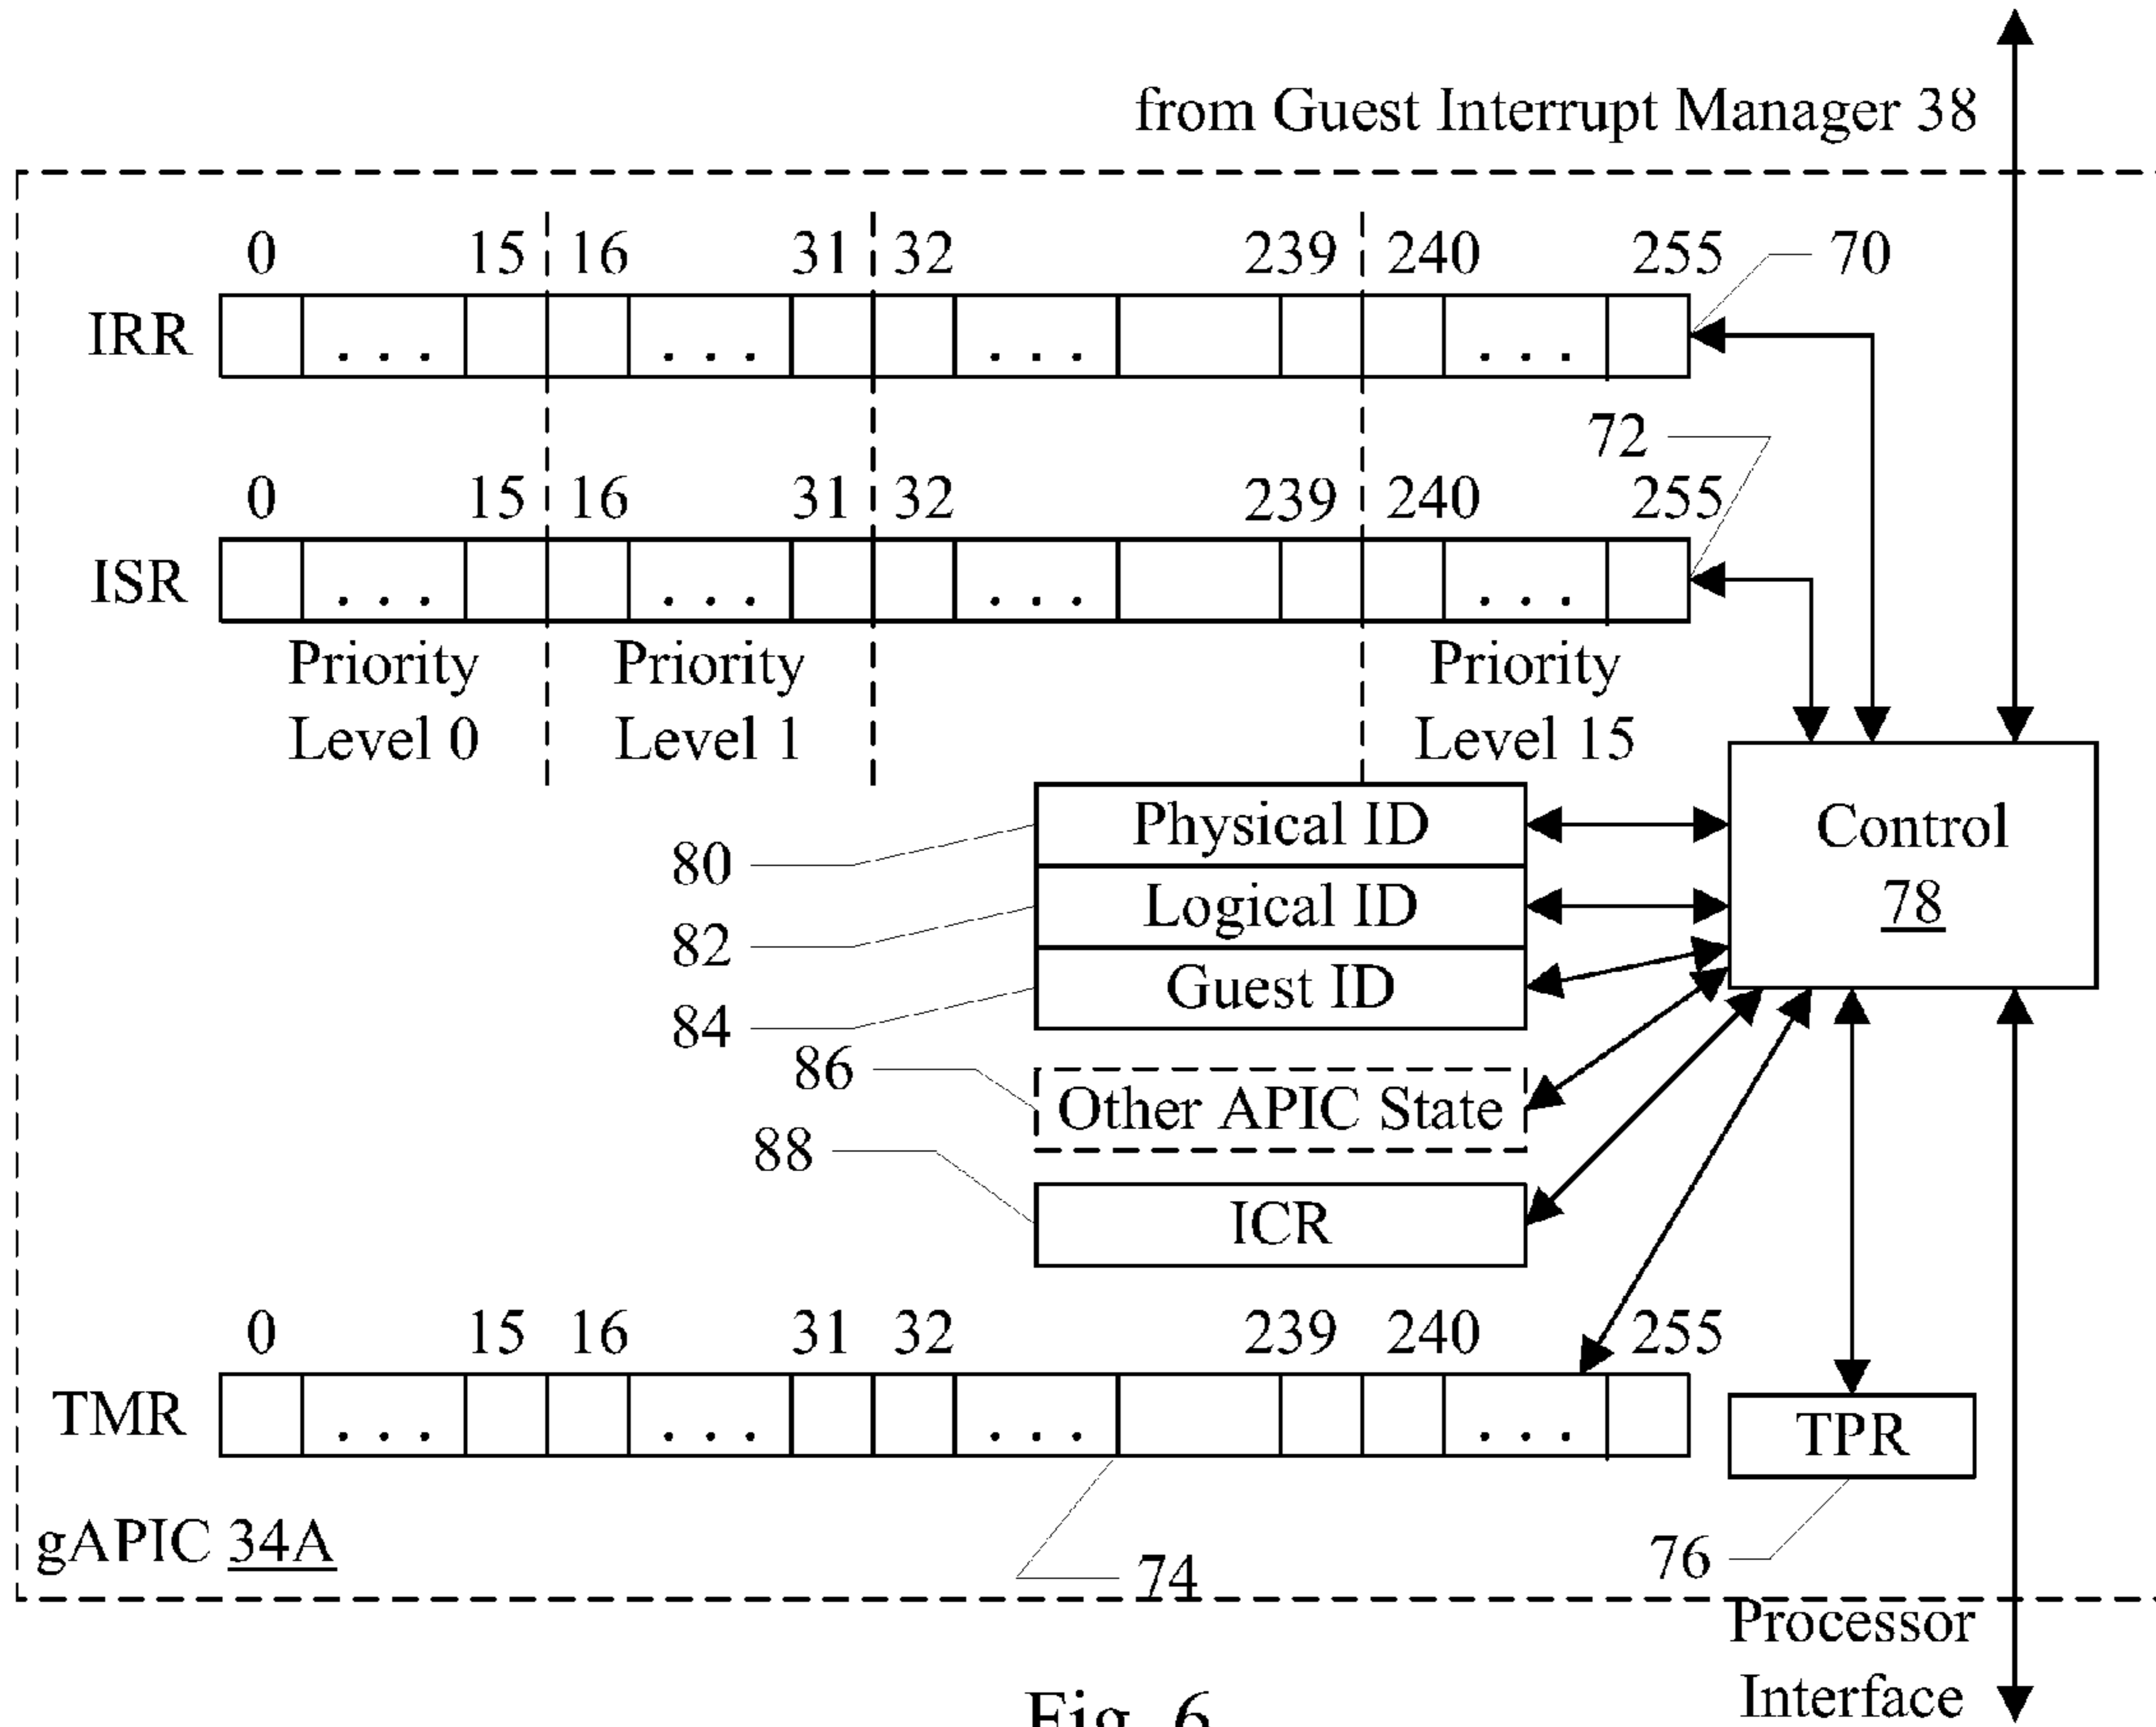 from Guest Interrupt Manager 38
0 15 16 31 32 239 240 255 70
IRR . . . . . . . . . . . .
72
0 15 16 31 32 239 240 255
ISR . . . . . . . . . . . .
Priority Level 0
Priority Level 1
Priority Level 15
Physical ID
Control
78
80
Logical ID
82
Guest ID
84
86
Other APIC State
88
ICR
0 15 16 31 32 239 240 255
TMR . . . . . . . . . . . .
TPR
gAPIC 34A
74
76
Processor
Interface
Fig. 6